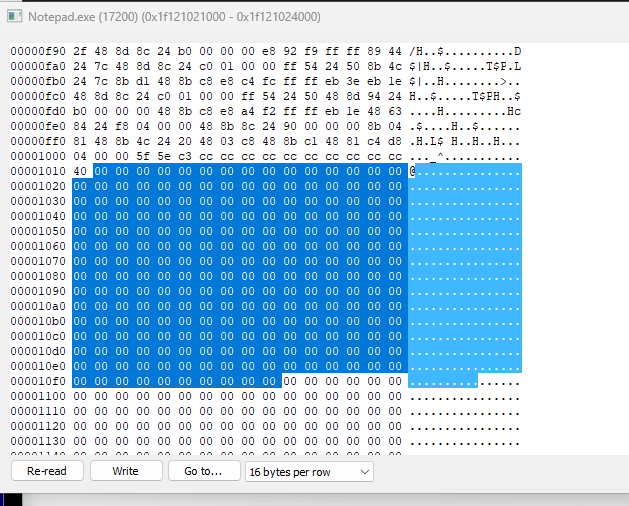 Notepad.exe (17200) (0x1f121021000 - 0x1f121024000)
00000f90 2f 48 8d 8c 24 b0 00 00 00 e8 92 f9 ff ff 89 44 /H..$..........D
00000fa0 24 7c 48 8d 8c 24 c0 01 00 00 ff 54 24 50 8b 4c $|H..$.....T$P.L
00000fb0 24 7c 8b d1 48 8b c8 e8 c4 fc ff ff eb 3e eb 1e $|..H........>..
00000fc0 48 8d 8c 24 c0 01 00 00 ff 54 24 50 48 8d 94 24 H..$.....T$PH..$
00000fd0 b0 00 00 00 48 8b c8 e8 a4 f2 ff ff eb 1e 48 63 ....H.........Hc
00000fe0 84 24 f8 04 00 00 48 8b 8c 24 90 00 00 00 8b 04 .$....H..$......
00000ff0 81 48 8b 4c 24 20 48 03 c8 48 8b c1 48 81 c4 d8 .H.L$ H..H..H...
00001000 04 00 00 5f 5e c3 cc cc cc cc cc cc cc cc cc cc ..._^...........
00001010 40 00 00 00 00 00 00 00 00 00 00 00 00 00 00 00 @...............
00001020 00 00 00 00 00 00 00 00 00 00 00 00 00 00 00 00 ................
00001030 00 00 00 00 00 00 00 00 00 00 00 00 00 00 00 00 ................
00001040 00 00 00 00 00 00 00 00 00 00 00 00 00 00 00 00 ................
00001050 00 00 00 00 00 00 00 00 00 00 00 00 00 00 00 00 ................
00001060 00 00 00 00 00 00 00 00 00 00 00 00 00 00 00 00 ................
00001070 00 00 00 00 00 00 00 00 00 00 00 00 00 00 00 00 ................
00001080 00 00 00 00 00 00 00 00 00 00 00 00 00 00 00 00 ................
00001090 00 00 00 00 00 00 00 00 00 00 00 00 00 00 00 00 ................
000010a0 00 00 00 00 00 00 00 00 00 00 00 00 00 00 00 00 ................
000010b0 00 00 00 00 00 00 00 00 00 00 00 00 00 00 00 00 ................
000010c0 00 00 00 00 00 00 00 00 00 00 00 00 00 00 00 00 ................
000010d0 00 00 00 00 00 00 00 00 00 00 00 00 00 00 00 00 ................
000010e0 00 00 00 00 00 00 00 00 00 00 00 00 00 00 00 00 ................
000010f0 00 00 00 00 00 00 00 00 00 00 00 00 00 00 00 00 ................
00001100 00 00 00 00 00 00 00 00 00 00 00 00 00 00 00 00 ................
00001110 00 00 00 00 00 00 00 00 00 00 00 00 00 00 00 00 ................
00001120 00 00 00 00 00 00 00 00 00 00 00 00 00 00 00 00 ................
00001130 00 00 00 00 00 00 00 00 00 00 00 00 00 00 00 00 ................
Re-read Write Go to... 16 bytes per row